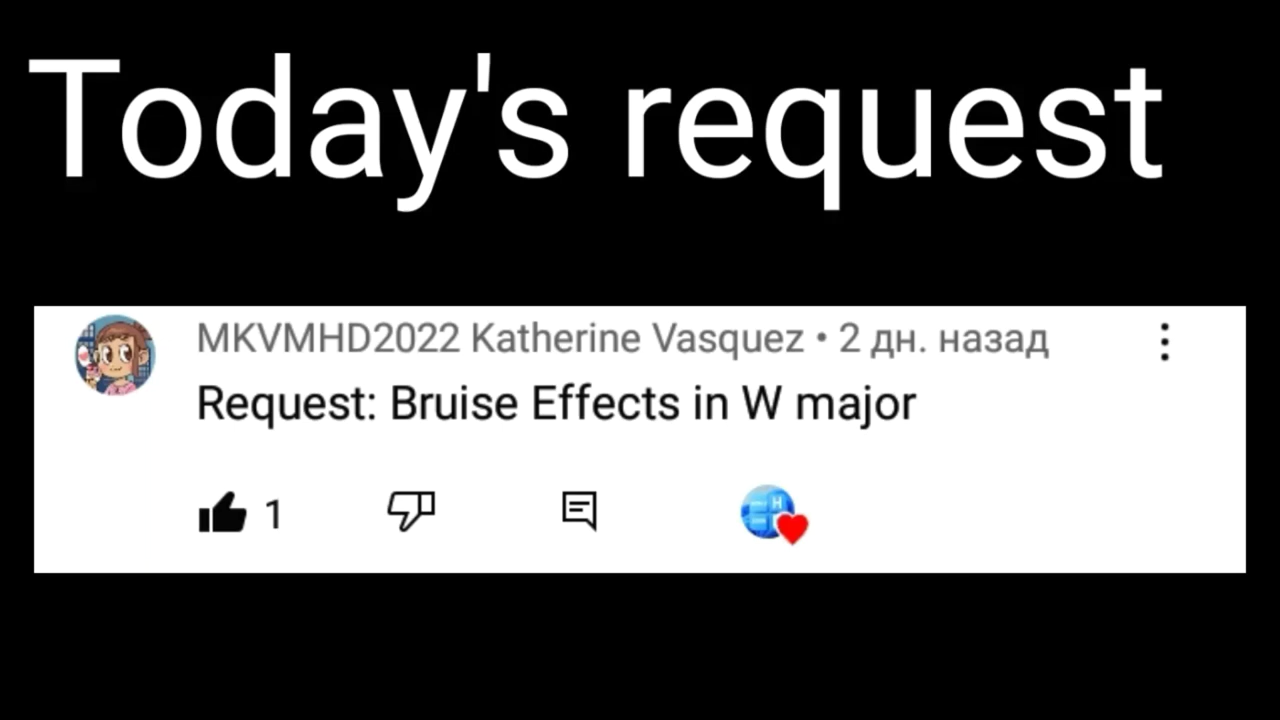 Today's request
MKVMHD2022 Katherine Vasquez • 2 дн. назад
Request: Bruise Effects in W major
1
H